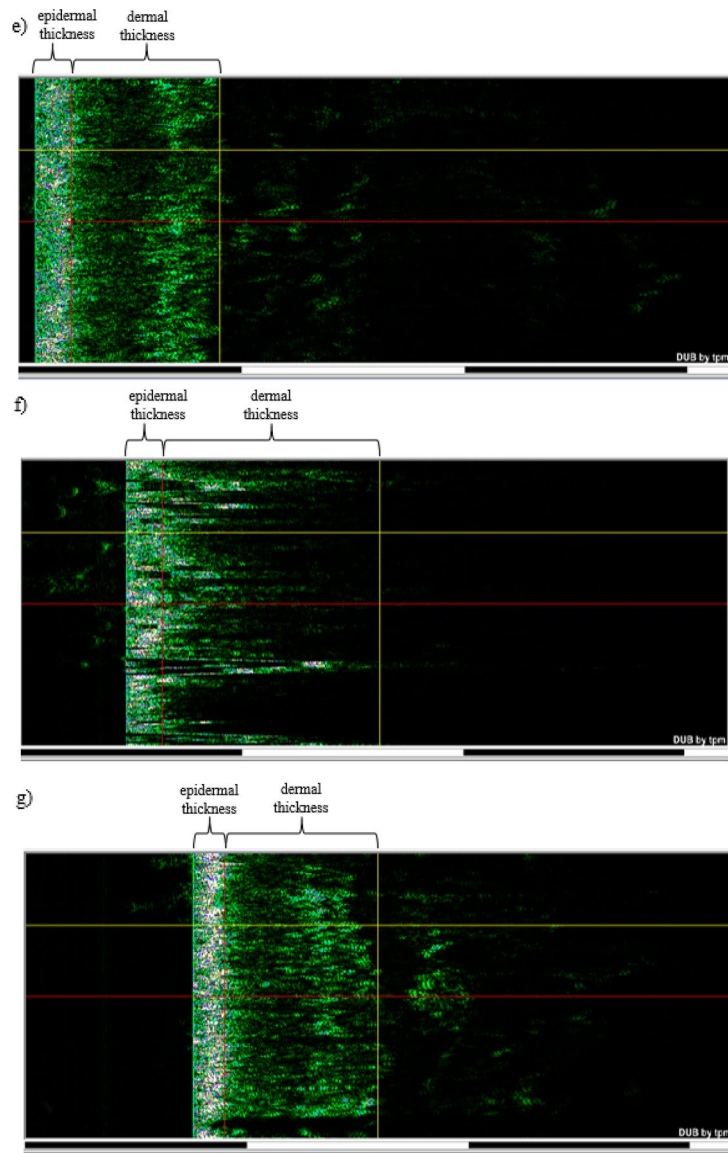 e)
epidermal
thickness
dermal
thickness
DUB by tpm
f)
epidermal
thickness
dermal
thickness
DUB by tpm
g)
epidermal
thickness
dermal
thickness
DUB by tpm